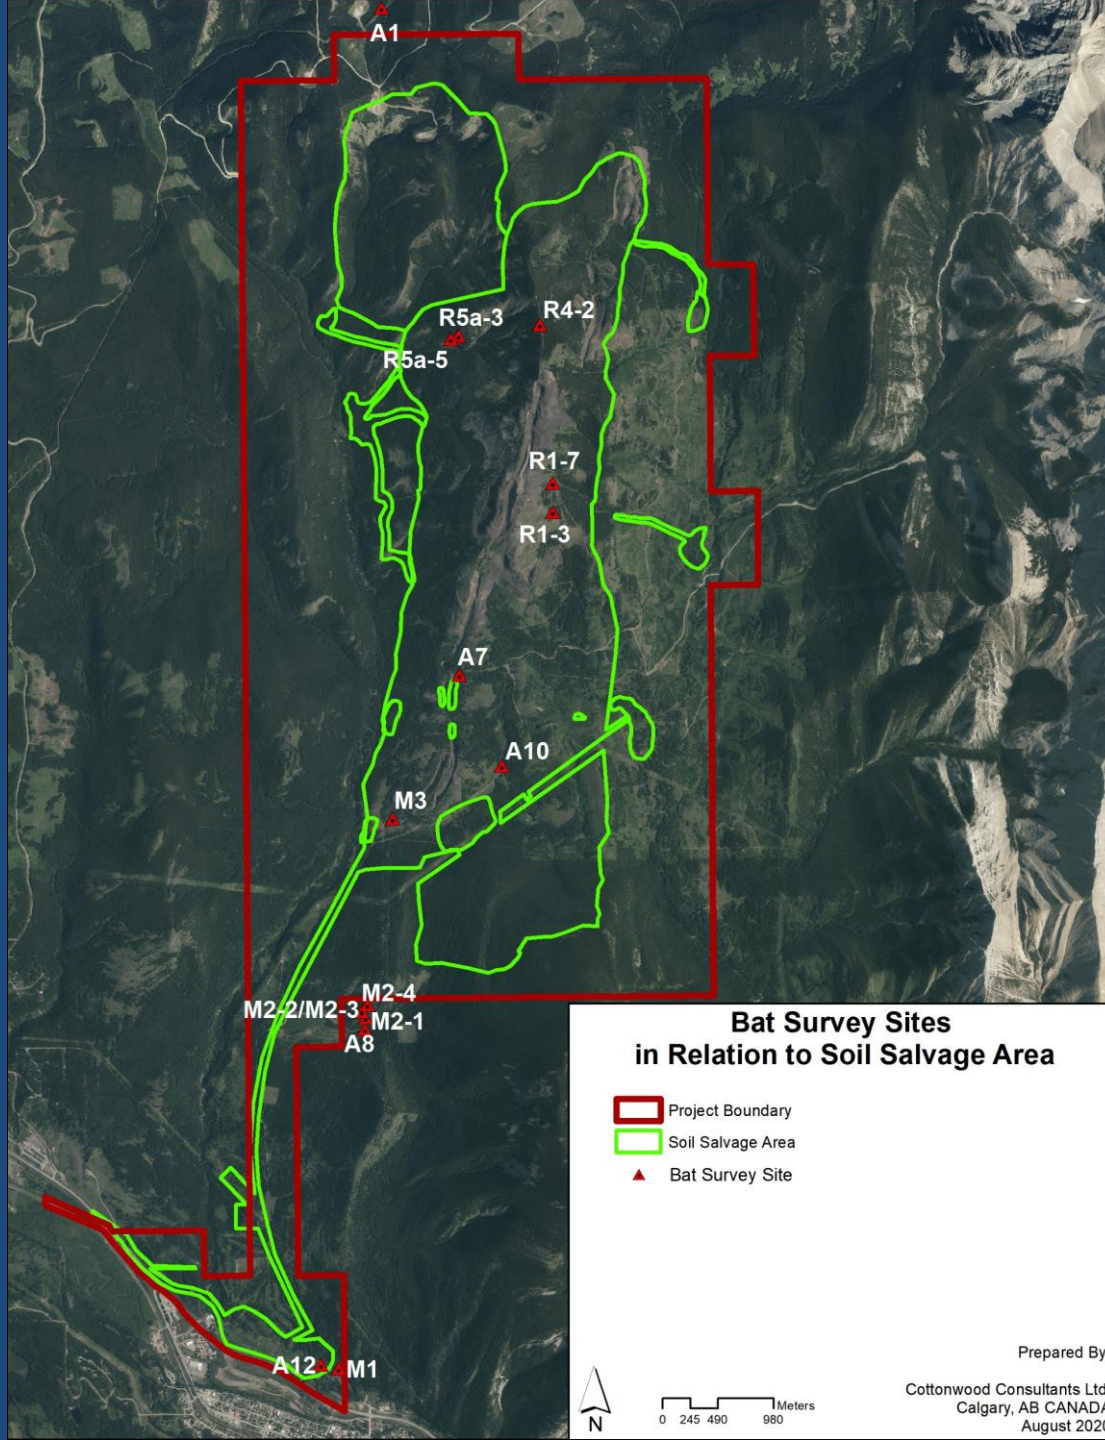 A1
R5a-3
R4-2
R5a-5
R1-7
R1-3
A7
A10
M3
M2-4
M2-2/M2-3
M2-1
A8
A12
M1
Bat Survey Sites
in Relation to Soil Salvage Area
Project Boundary
Soil Salvage Area
Bat Survey Site
Prepared By
Cottonwood Consultants Ltd
Calgary, AB CANADA
August 2020
N
Meters
0 245 490 980